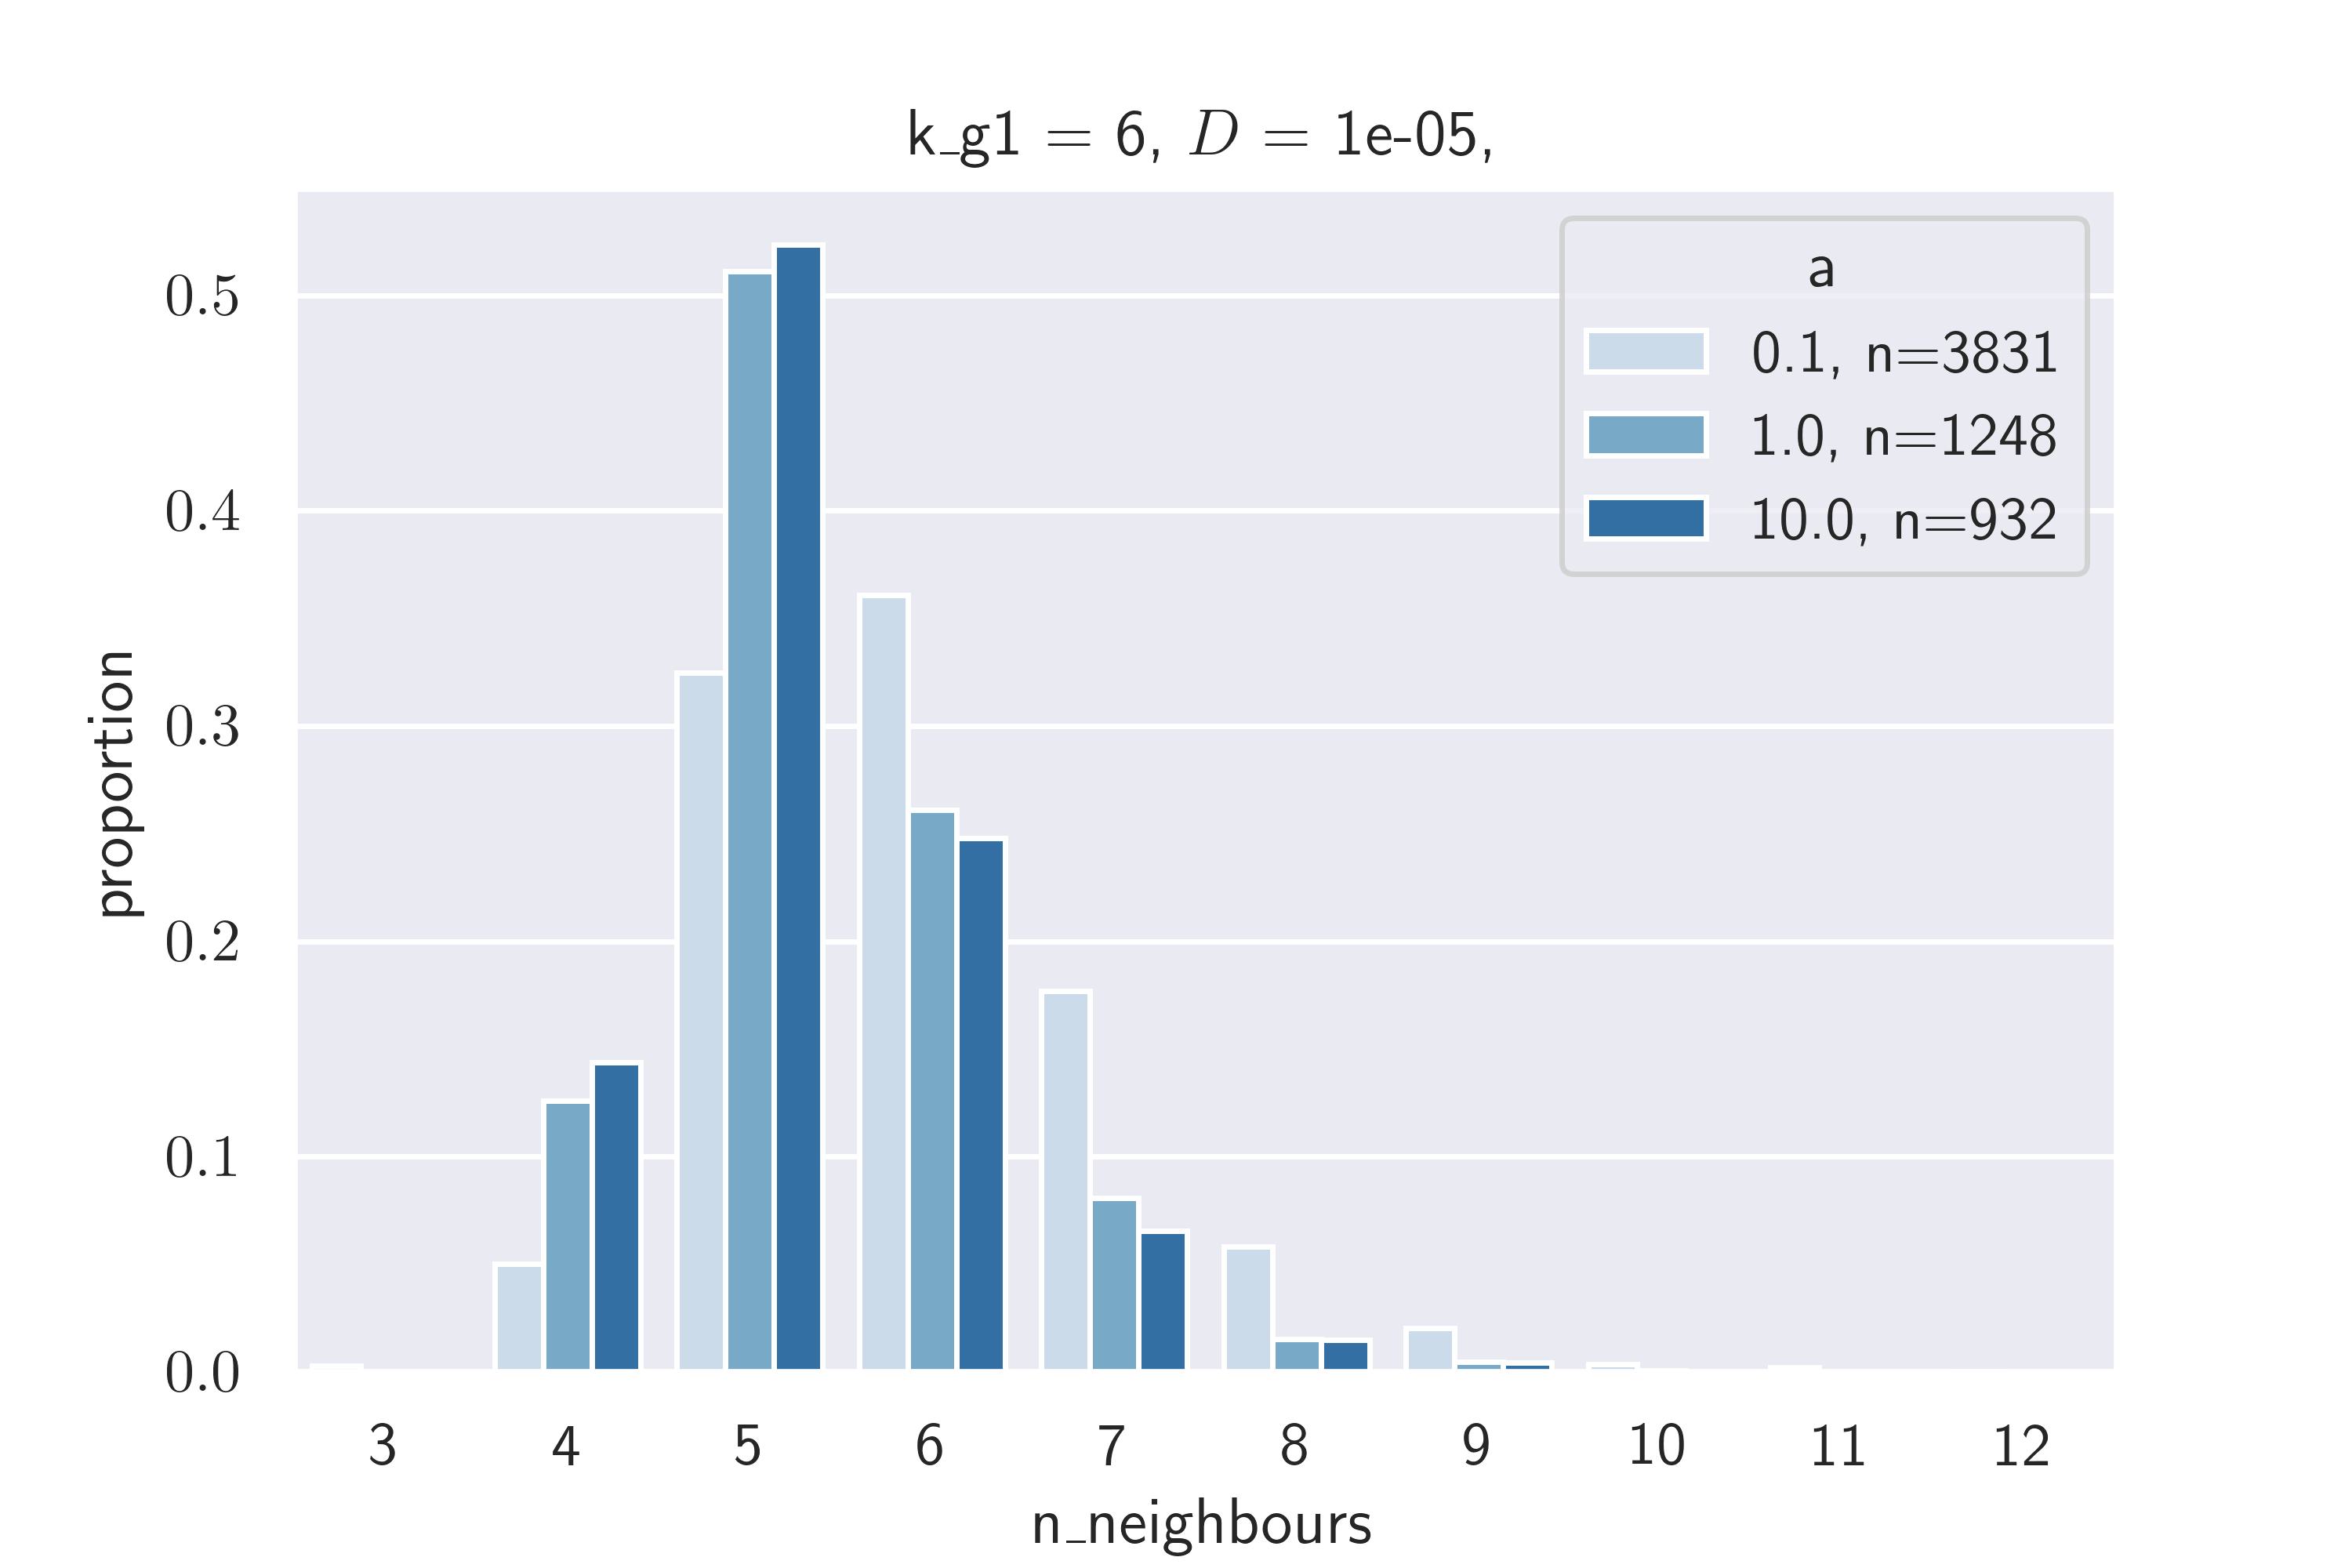 k_g1 = 6, D = 1e-05,
a
0.1, n=3831
1.0, n=1248
10.0, n=932
proportion
0.5
0.4
0.3
0.2
0.1
0.0
3 4 5 6 7 8 9 10 11 12
n_neighbours